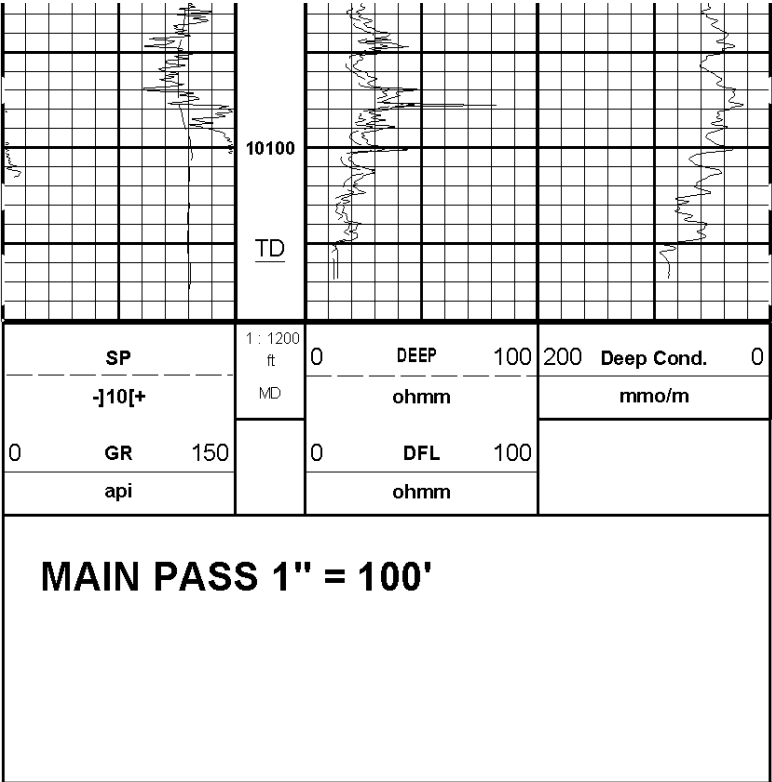 10100
TD
SP
-]10[+
0 GR 150
api
1 : 1200
ft
MD
0 DEEP 100
ohmm
0 DFL 100
ohmm
200 Deep Cond. 0
mmo/m
MAIN PASS 1" = 100'